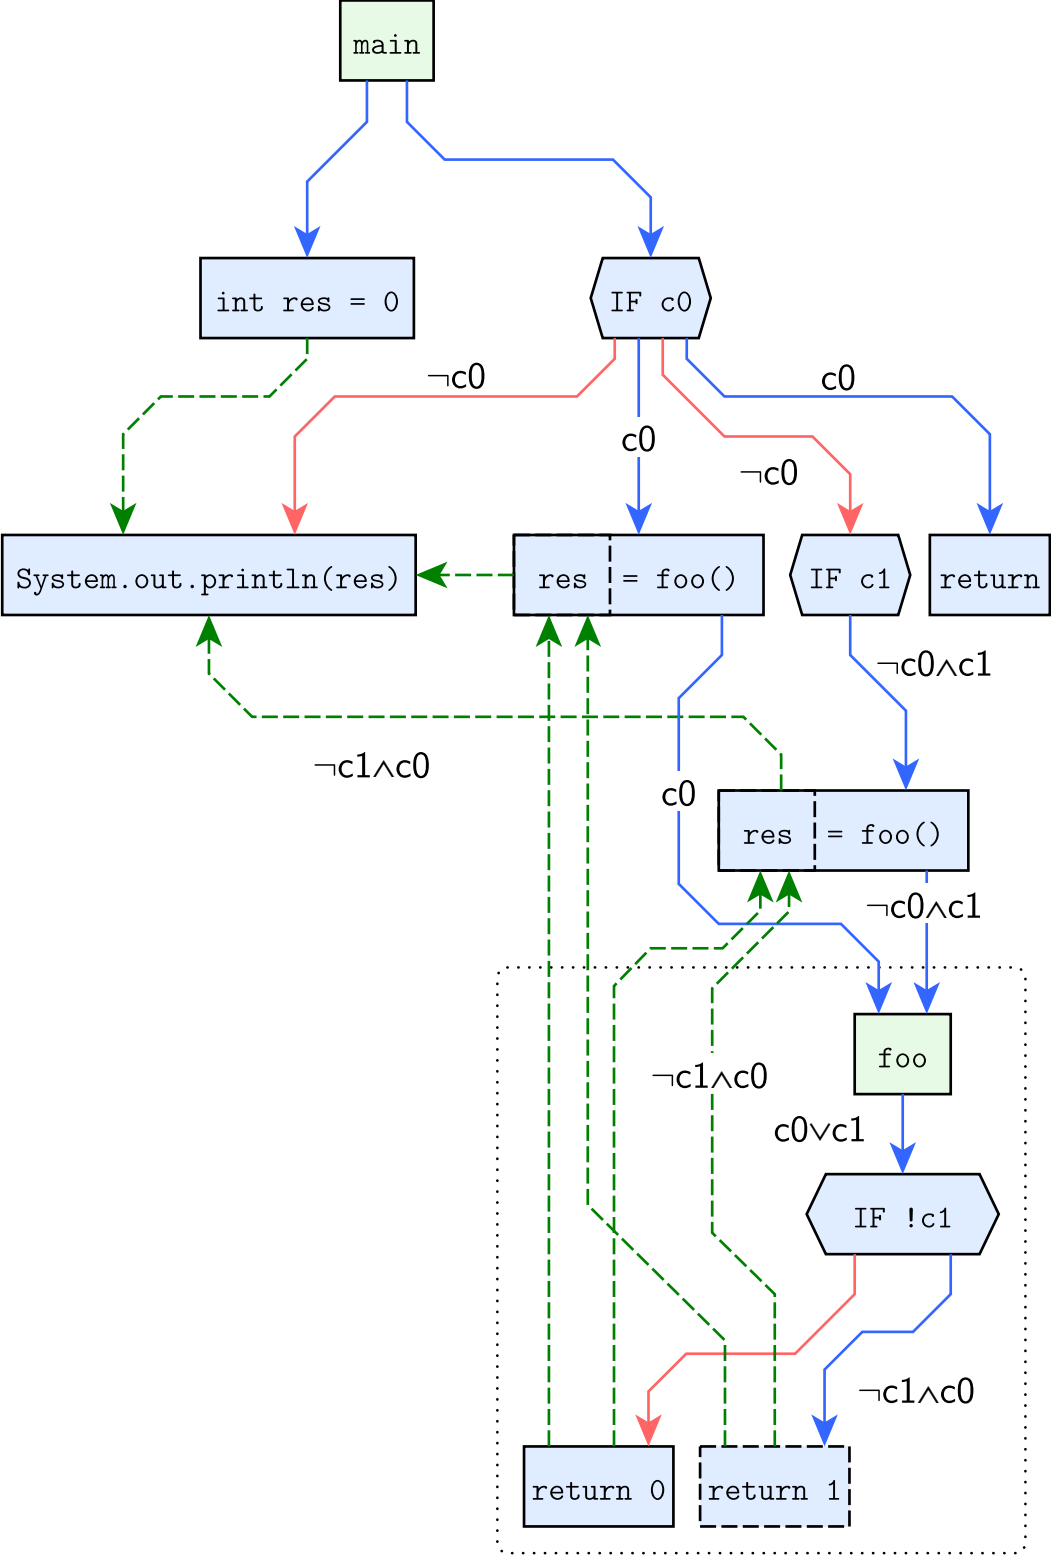 main
int res = 0
IF c0
¬c0
c0
c0
¬c0
System.out.println(res)
res = foo()
IF c1
return
¬c0∧c1
¬c1∧c0
c0
res = foo()
¬c0∧c1
foo
¬c1∧c0
c0∨c1
IF !c1
¬c1∧c0
return 0
return 1